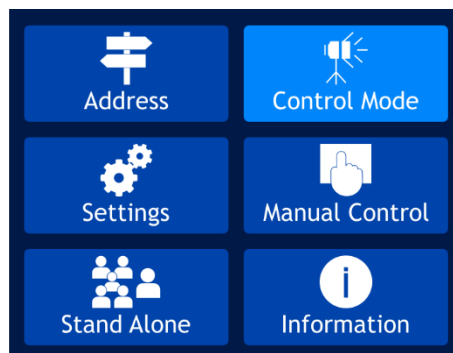 Address
Control Mode
Settings
Manual Control
Stand Alone
i
Information